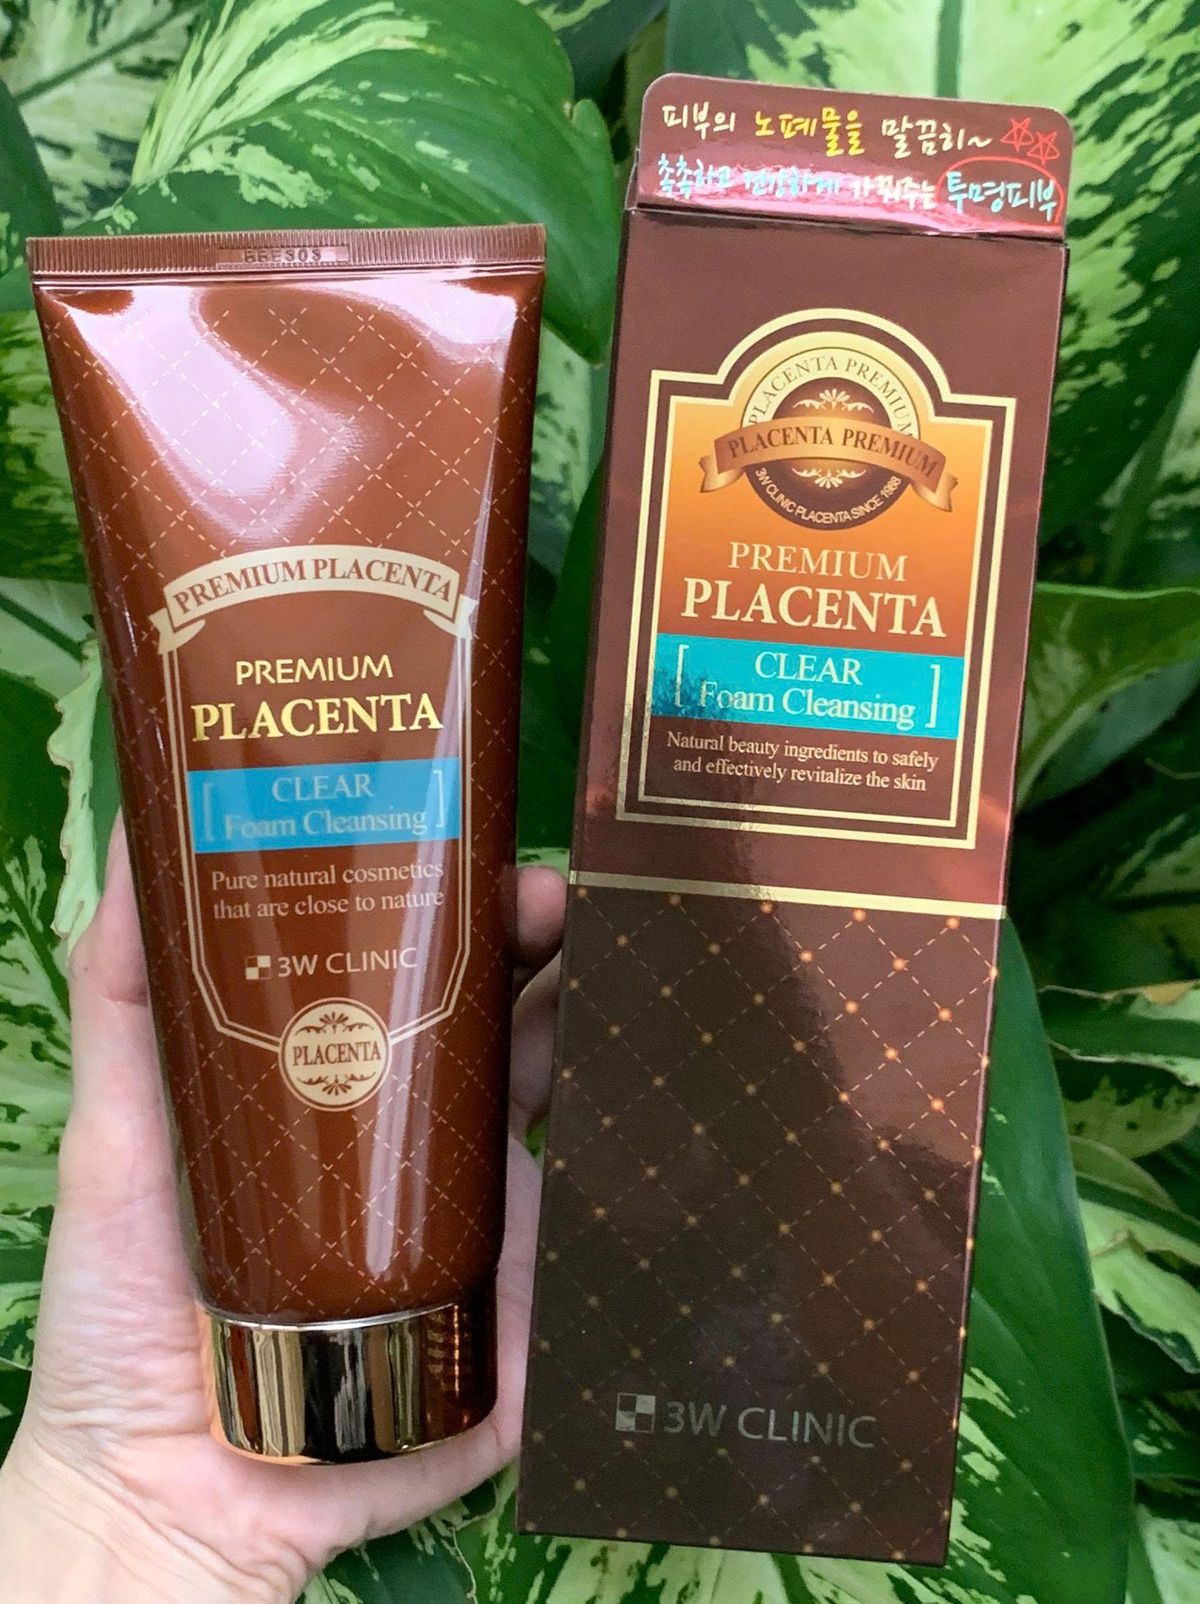 BRE303
PREMIUM PLACENTA
PREMIUM
PLACENTA
[ CLEAR
Foam Cleansing ]
Pure natural cosmetics
that are close to nature
3W CLINIC
PLACENTA
피부의 노폐물을 말끔히~
촉촉하고 건강하게 가꿔주는 투명피부
PLACENTA PREMIUM
PLACENTA PREMIUM
3W CLINIC PLACENTA SINCE 1988
PREMIUM
PLACENTA
[ CLEAR
Foam Cleansing ]
Natural beauty ingredients to safely
and effectively revitalize the skin
3W CLINIC